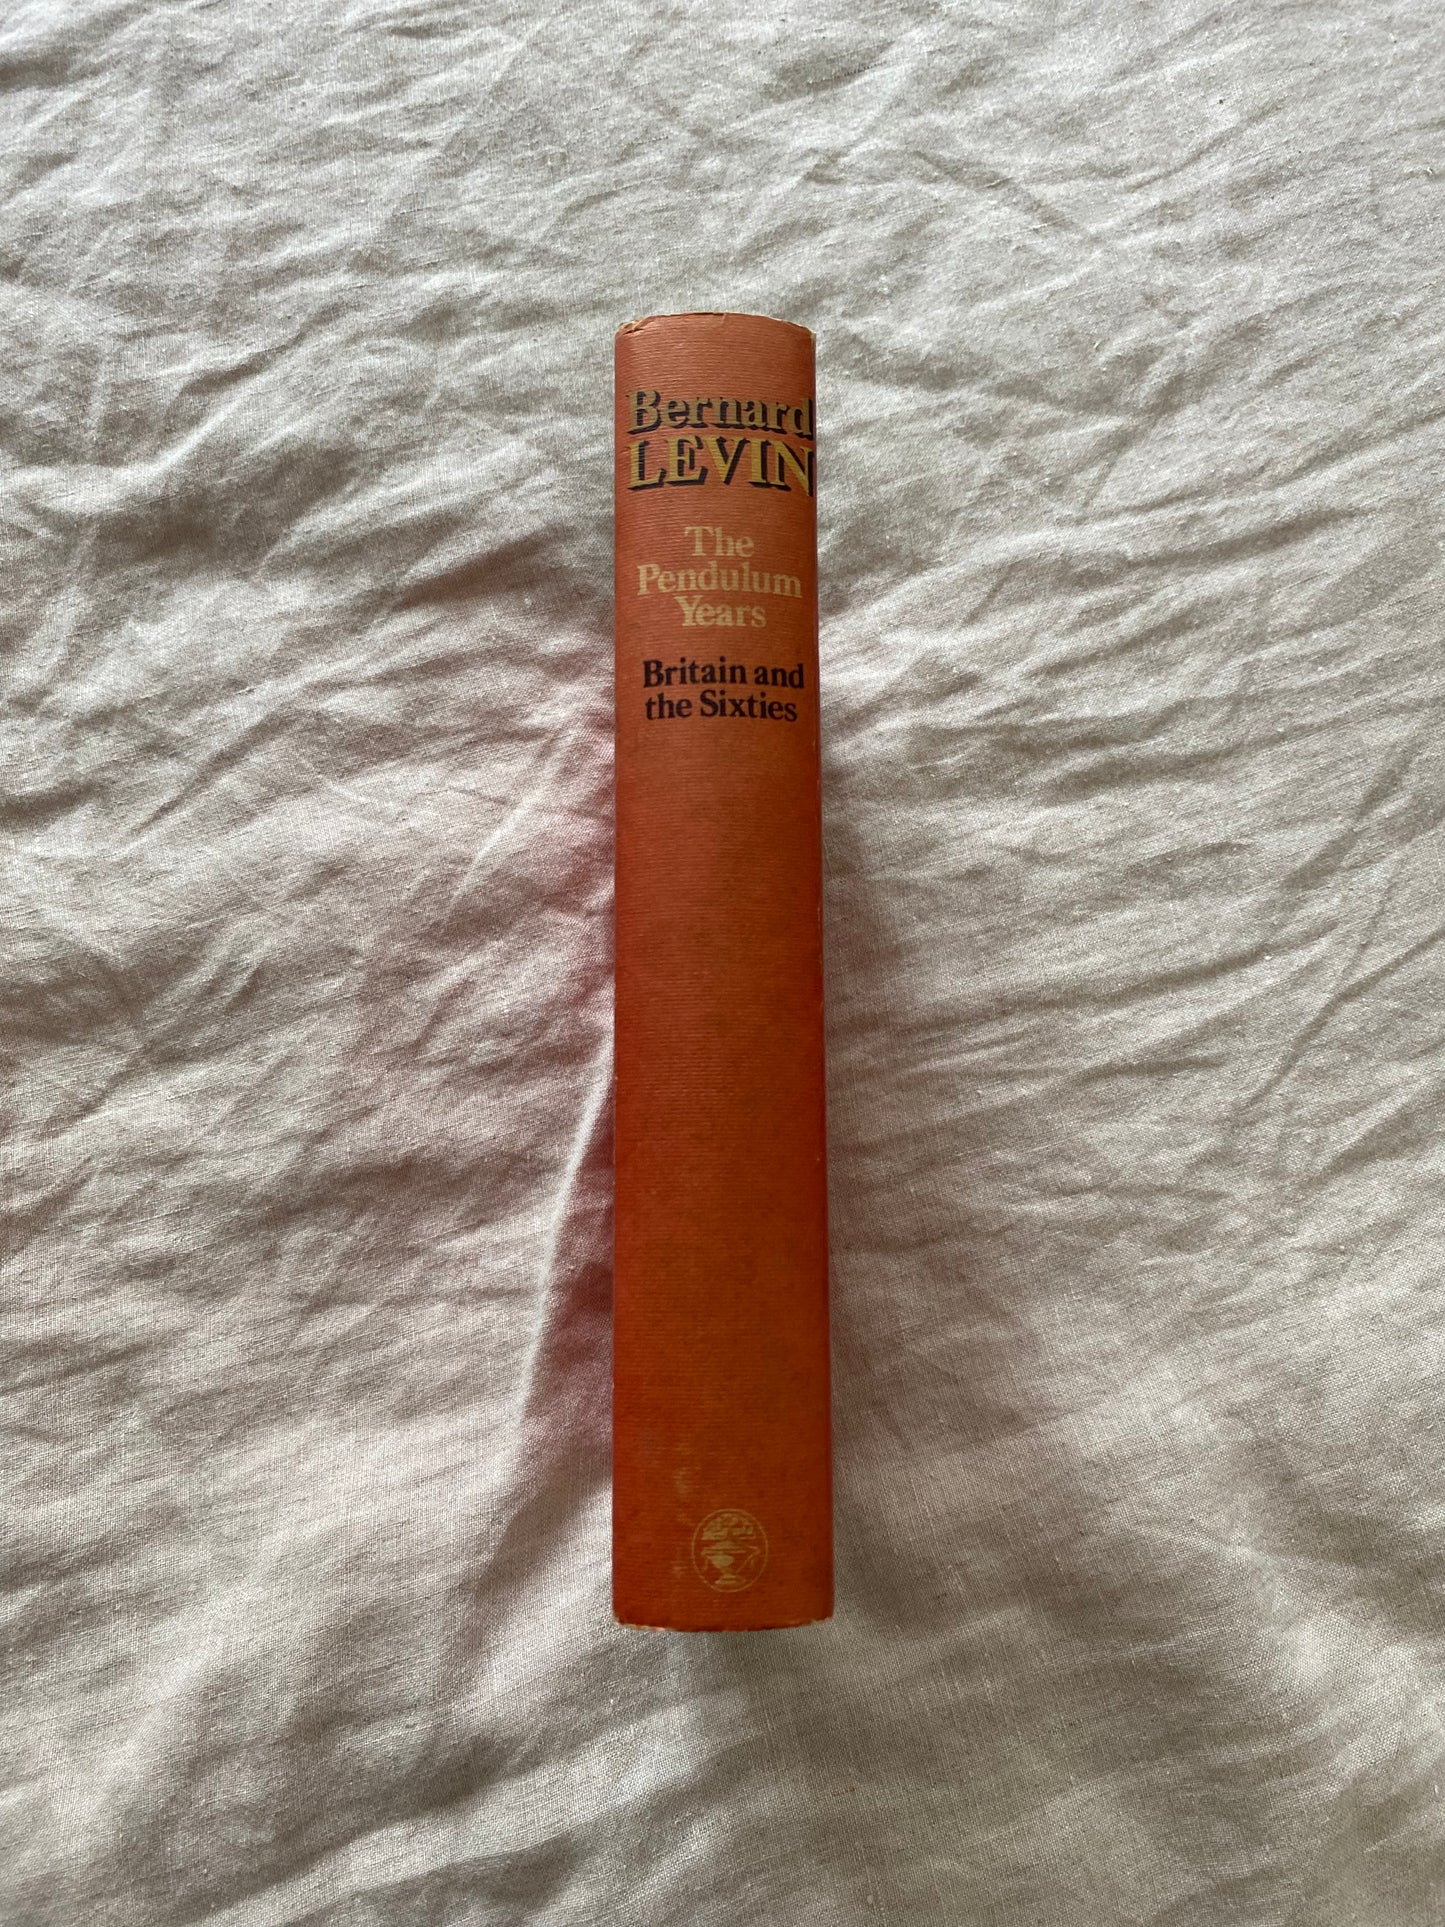 Bernard
LEVIN
The
Pendulum
Years
Britain and
the Sixties